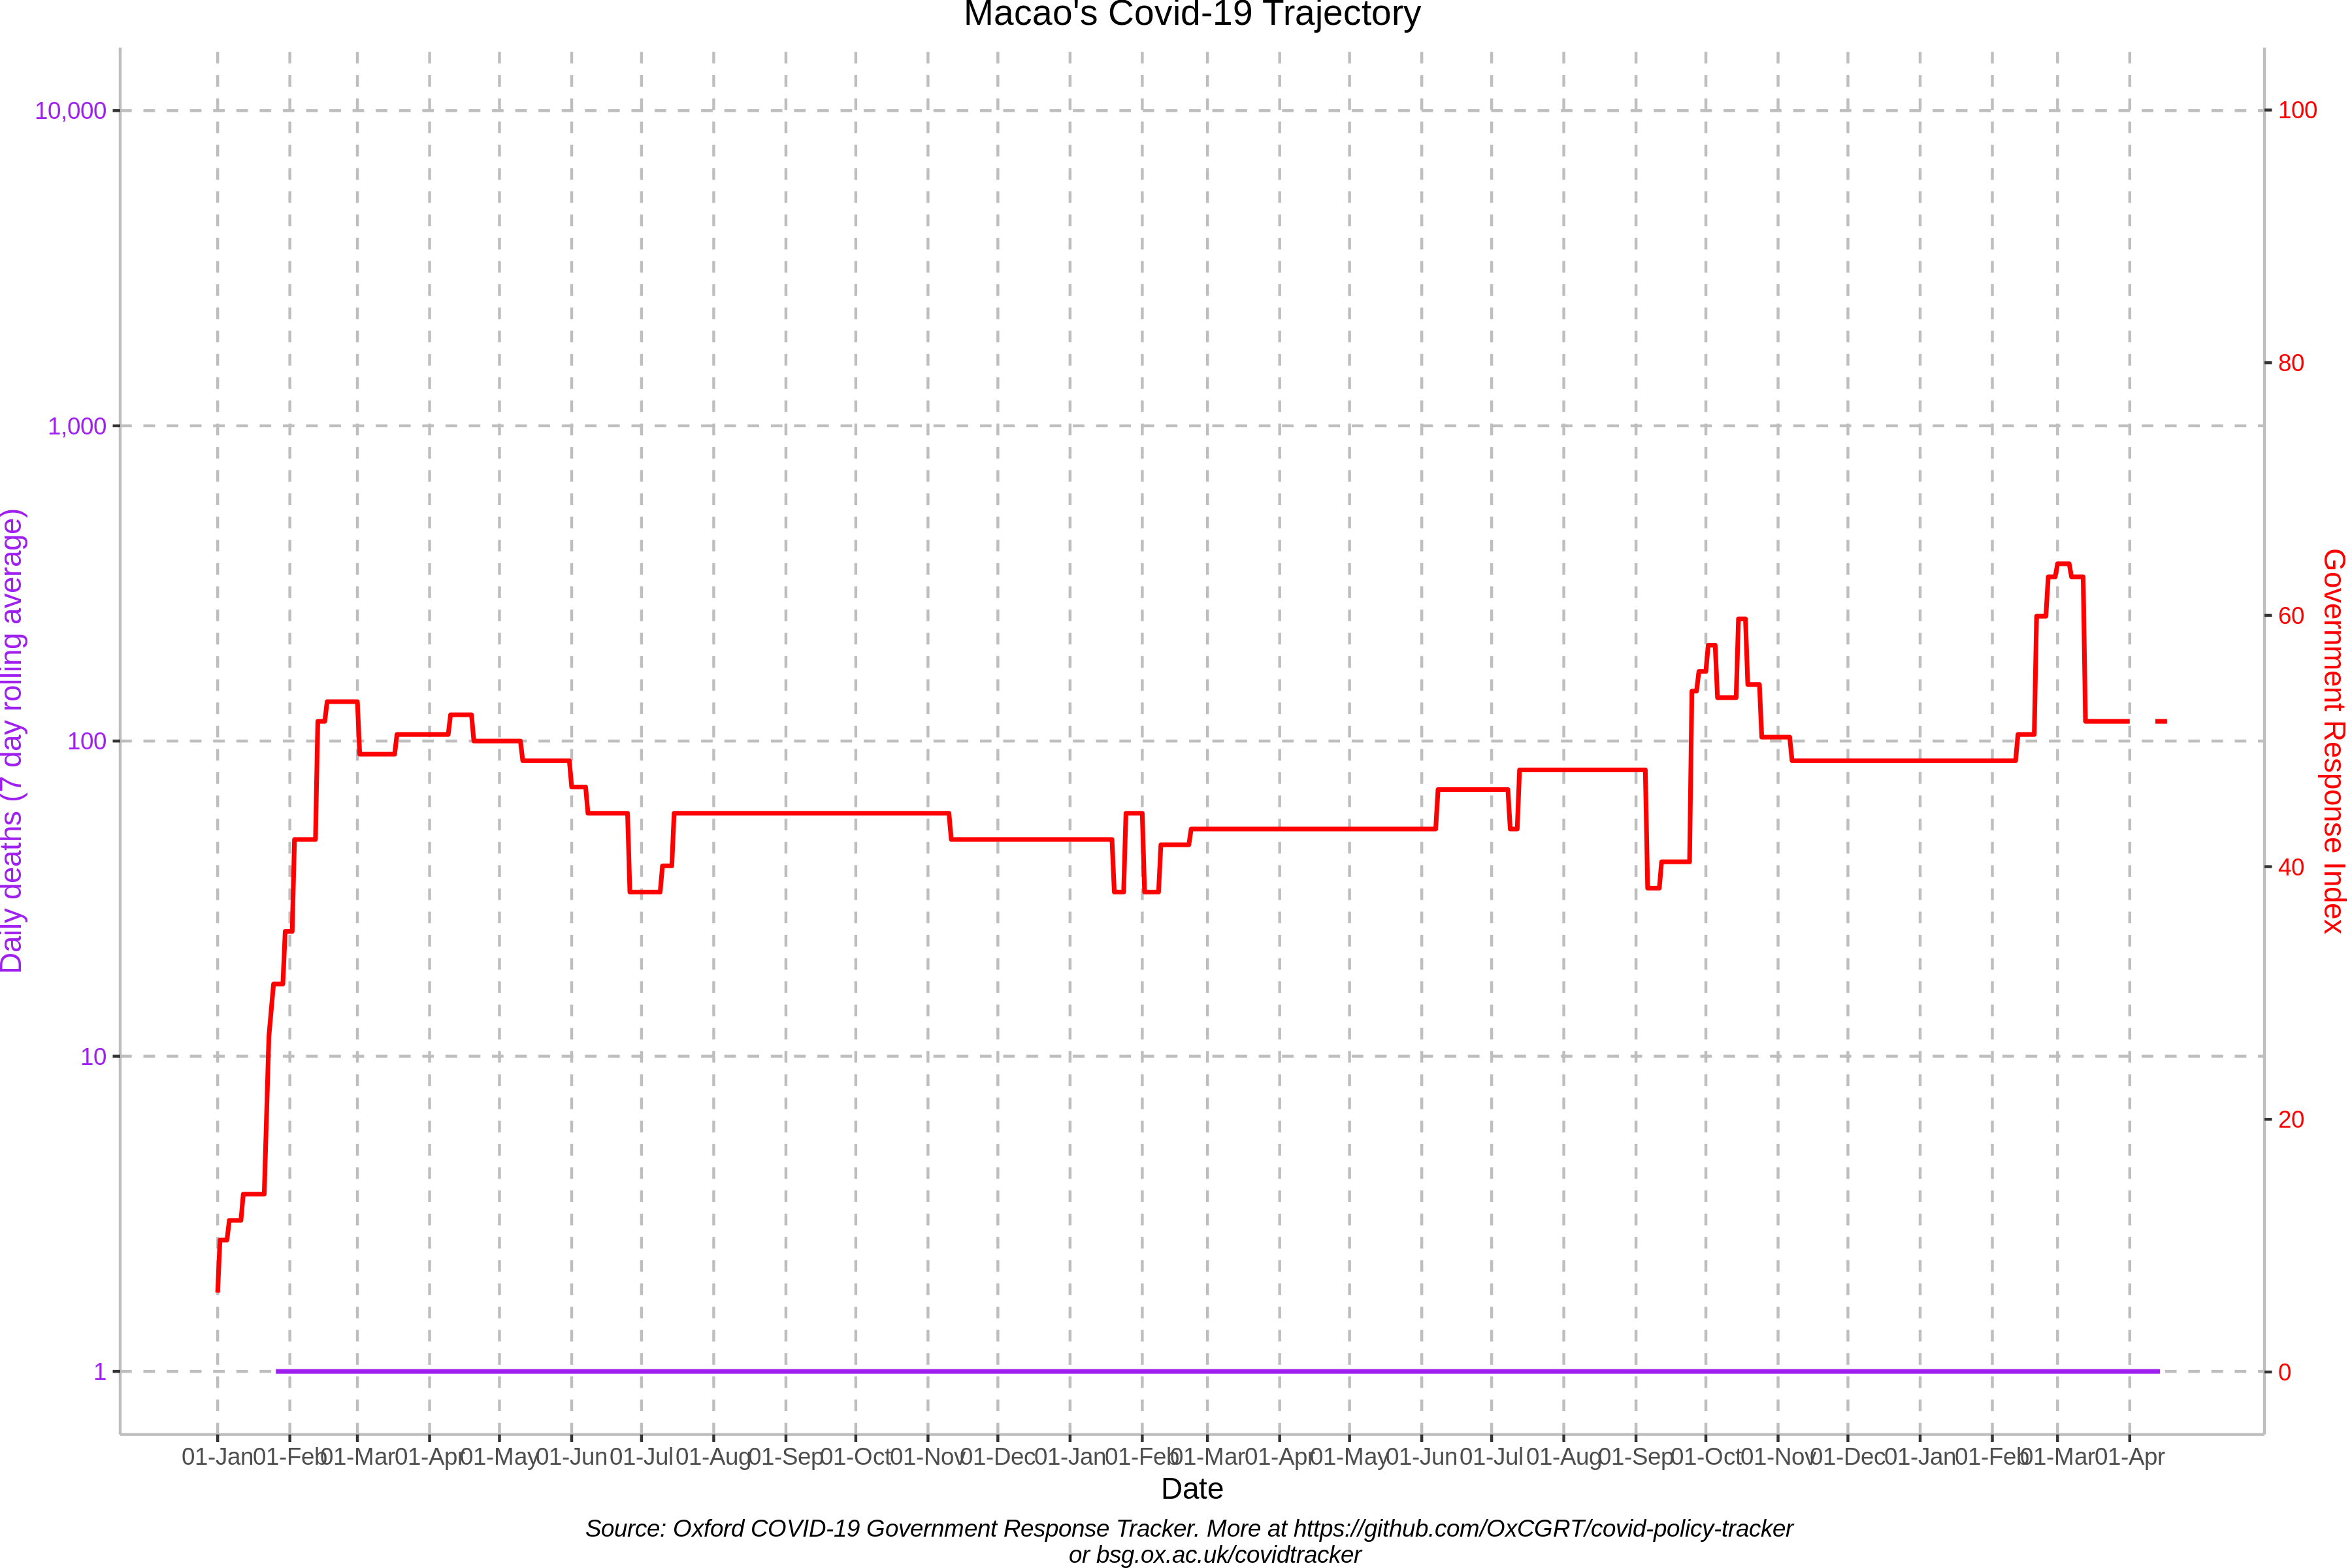 Macao's Covid-19 Trajectory
10,000
1,000
100
10
1
Daily deaths (7 day rolling average)
100
80
60
40
20
0
Government Response Index
01-Jan 01-Feb 01-Mar 01-Apr 01-May 01-Jun 01-Jul 01-Aug 01-Sep 01-Oct 01-Nov 01-Dec 01-Jan 01-Feb 01-Mar 01-Apr 01-May 01-Jun 01-Jul 01-Aug 01-Sep 01-Oct 01-Nov 01-Dec 01-Jan 01-Feb 01-Mar 01-Apr
Date
Source: Oxford COVID-19 Government Response Tracker. More at https://github.com/OxCGRT/covid-policy-tracker
or bsg.ox.ac.uk/covidtracker